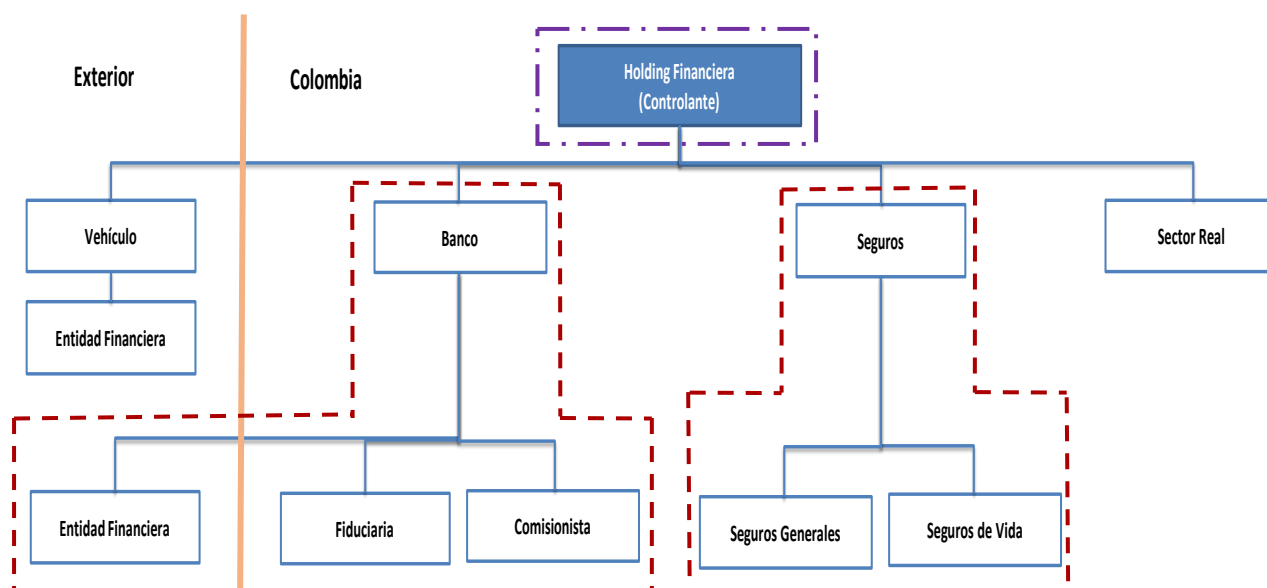 Exterior
Colombia
Holding Financiera
(Controlante)
Vehículo
Banco
Seguros
Sector Real
Entidad Financiera
Entidad Financiera
Fiduciaria
Comisionista
Seguros Generales
Seguros de Vida